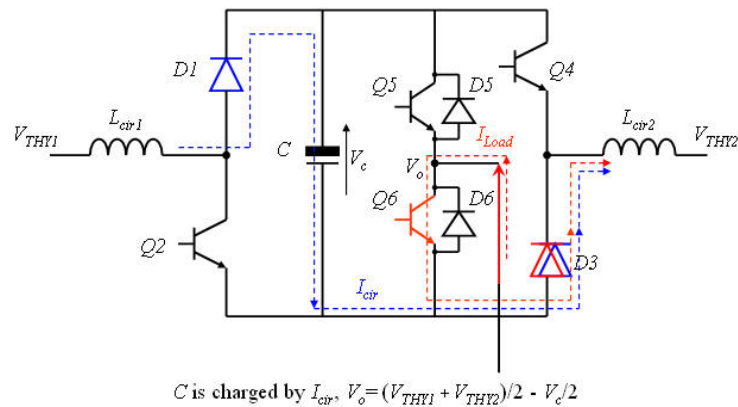 D1
Q5
D5
Q4
L_cir1
I_Load
L_cir2
V_THY1
C
V_c
V_o
V_THY2
Q6
D6
Q2
D3
I_cir
C is charged by I_cir, V_o=(V_THY1 + V_THY2)/2 - V_c/2